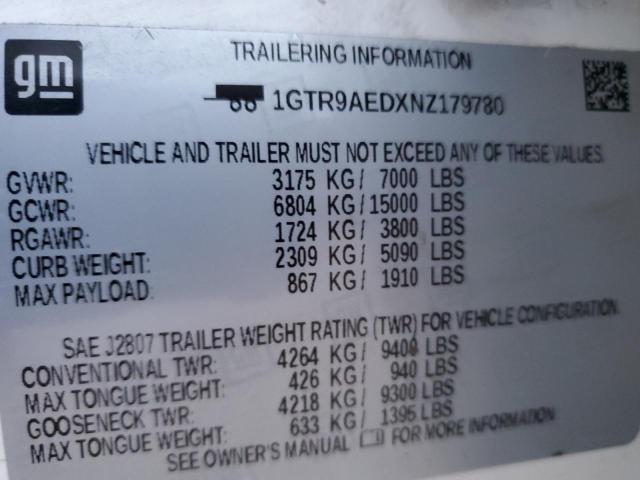 gm
TRAILERING INFORMATION
1GTR9AEDXNZ179780
VEHICLE AND TRAILER MUST NOT EXCEED ANY OF THESE VALUES.
GVWR: 3175 KG/ 7000 LBS
GCWR: 6804 KG/15000 LBS
RGAWR: 1724 KG/ 3800 LBS
CURB WEIGHT: 2309 KG/ 5090 LBS
MAX PAYLOAD: 867 KG/ 1910 LBS
SAE J2807 TRAILER WEIGHT RATING (TWR) FOR VEHICLE CONFIGURATION.
CONVENTIONAL TWR: 4264 KG/ 9400 LBS
MAX TONGUE WEIGHT: 426 KG/ 940 LBS
GOOSENECK TWR: 4218 KG/ 9300 LBS
MAX TONGUE WEIGHT: 633 KG/ 1395 LBS
SEE OWNER'S MANUAL FOR MORE INFORMATION